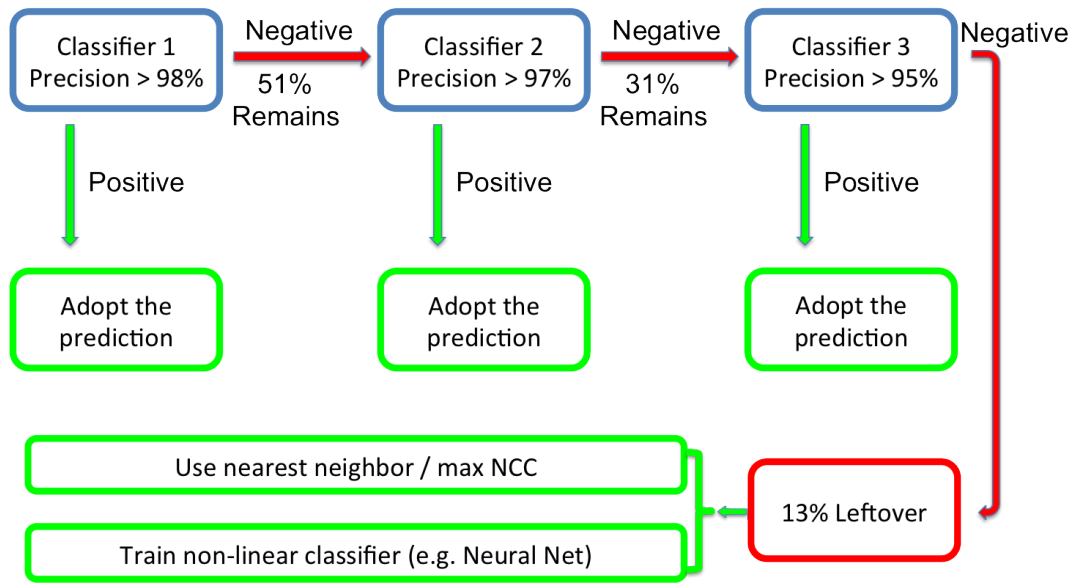 Classifier 1
Precision > 98%
Negative
51%
Remains
Classifier 2
Precision > 97%
Negative
31%
Remains
Classifier 3
Precision > 95%
Negative
Positive
Positive
Positive
Adopt the
prediction
Adopt the
prediction
Adopt the
prediction
Use nearest neighbor / max NCC
13% Leftover
Train non-linear classifier (e.g. Neural Net)